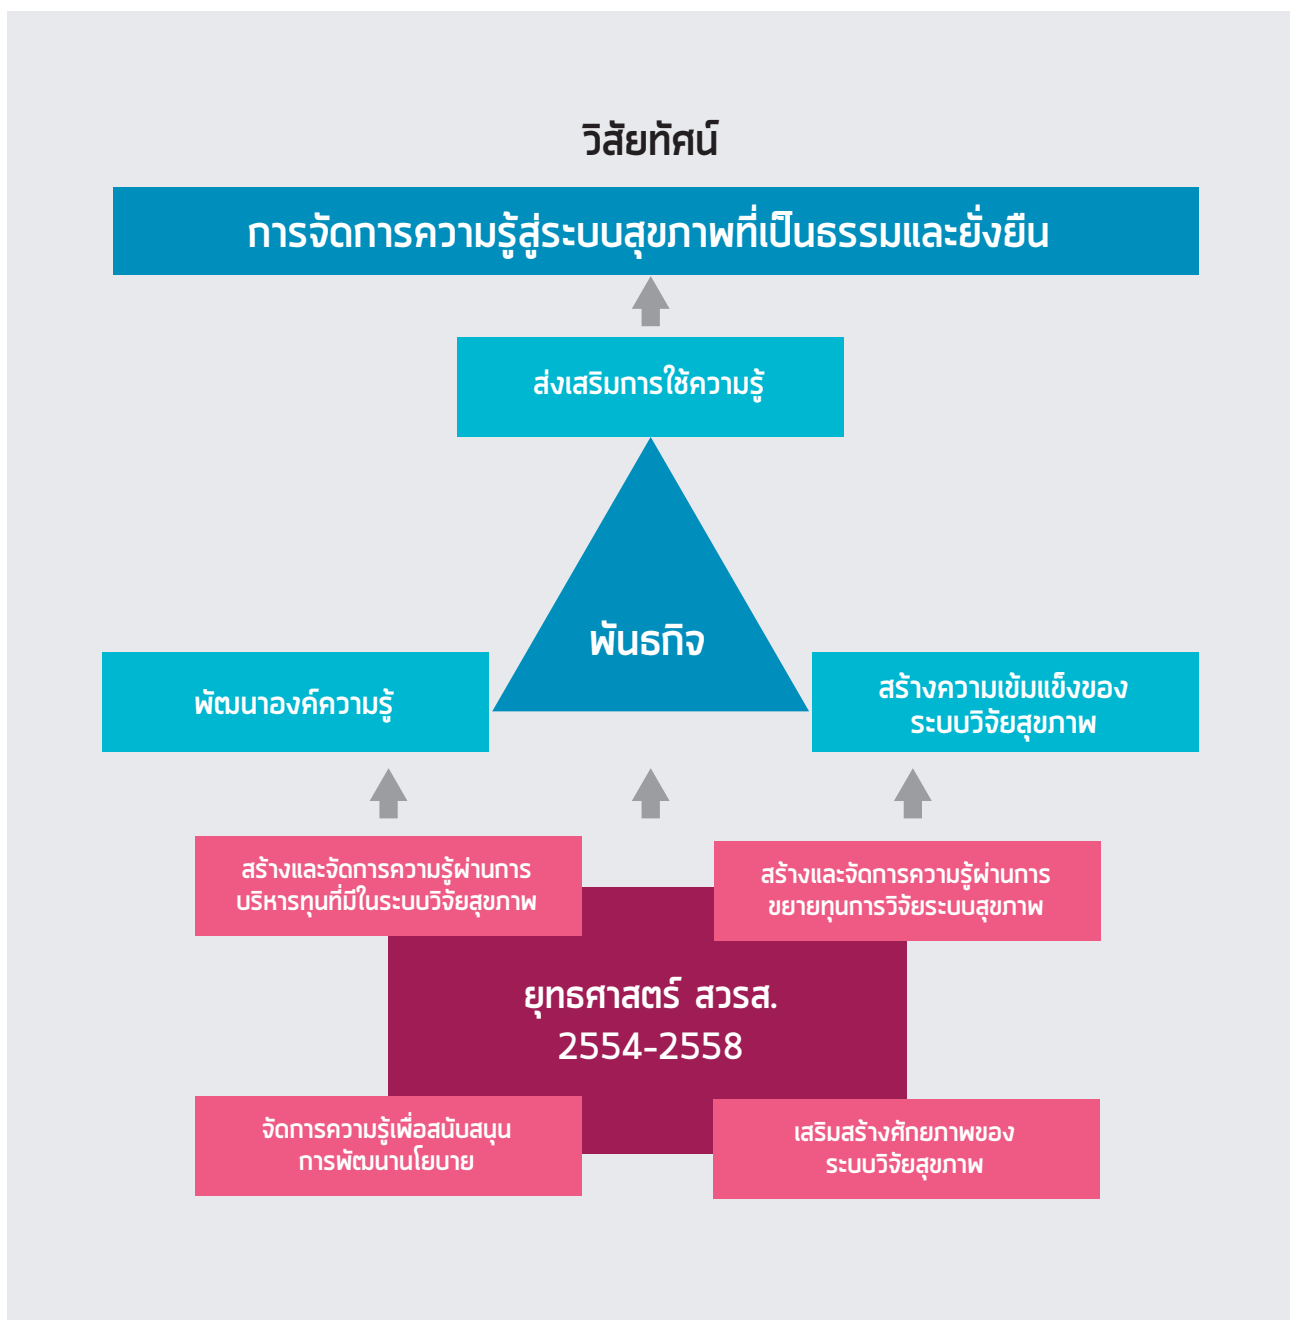 วิสัยทัศน์
การจัดการความรู้สู่ระบบสุขภาพที่เป็นธรรมและยั่งยืน
ส่งเสริมการใช้ความรู้
พันธกิจ
พัฒนาองค์ความรู้
สร้างความเข้มแข็งของ
ระบบวิจัยสุขภาพ
สร้างและจัดการความรู้ผ่านการ
บริหารทุนที่มีในระบบวิจัยสุขภาพ
สร้างและจัดการความรู้ผ่านการ
ขยายทุนการวิจัยระบบสุขภาพ
ยุทธศาสตร์ สวรส.
2554-2558
จัดการความรู้เพื่อสนับสนุน
การพัฒนานโยบาย
เสริมสร้างศักยภาพของ
ระบบวิจัยสุขภาพ